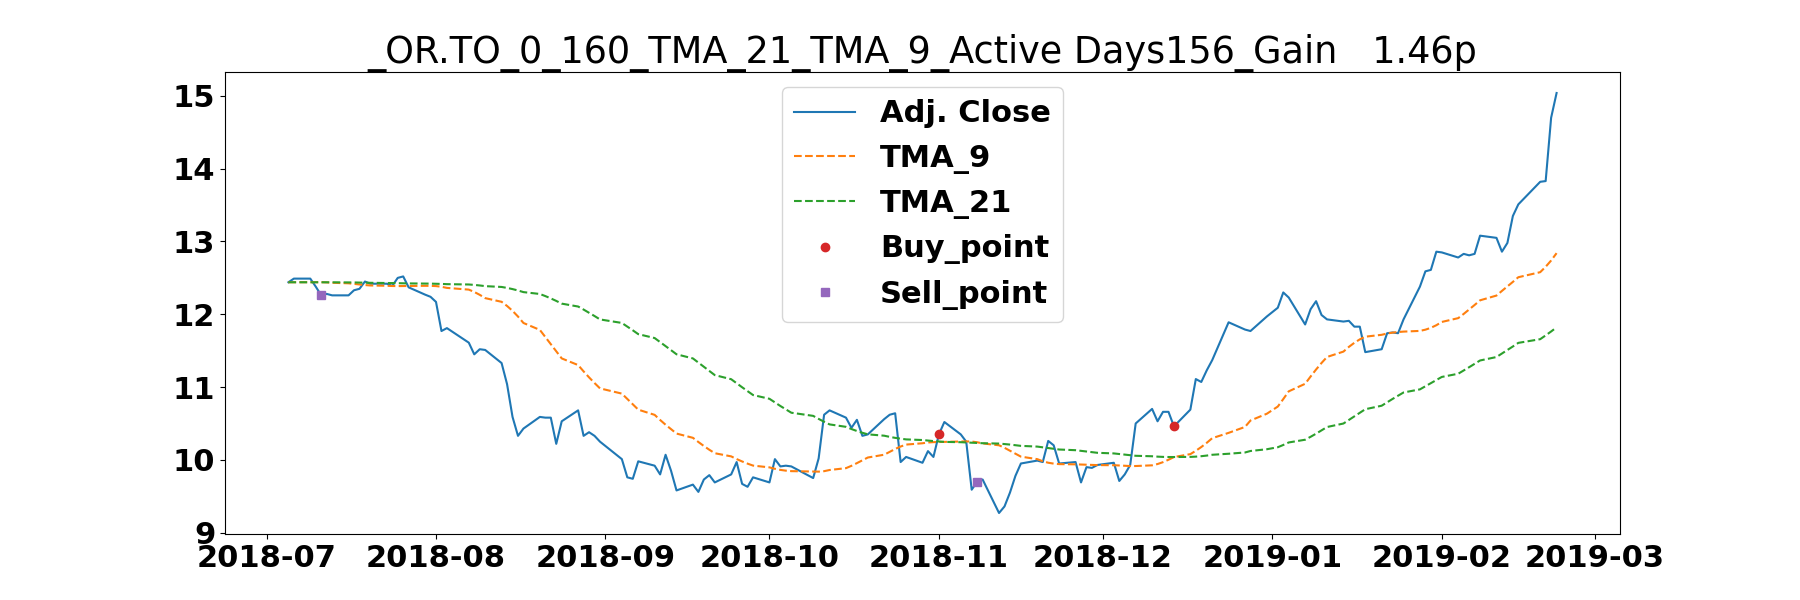 _OR.TO_0_160_TMA_21_TMA_9_Active Days156_Gain   1.46p
15
14
13
12
11
10
9
Adj. Close
TMA_9
TMA_21
Buy_point
Sell_point
2018-07 2018-08 2018-09 2018-10 2018-11 2018-12 2019-01 2019-02 2019-03